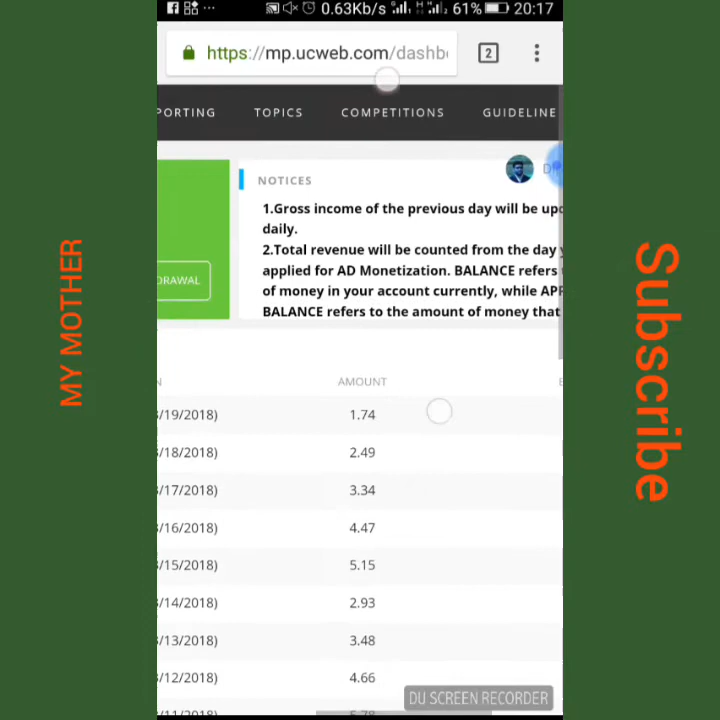 0.63Kb/s 61% 20:17
https://mp.ucweb.com/dashb
2
PORTING TOPICS COMPETITIONS GUIDELINE
NOTICES
1.Gross income of the previous day will be
daily.
2.Total revenue will be counted from the day
applied for AD Monetization. BALANCE refers
of money in your account currently, while
BALANCE refers to the amount of money that
DRAWAL
AMOUNT
/19/2018) 1.74
/18/2018) 2.49
/17/2018) 3.34
/16/2018) 4.47
/15/2018) 5.15
/14/2018) 2.93
/13/2018) 3.48
/12/2018) 4.66
DU SCREEN RECORDER
MY MOTHER
Subscribe